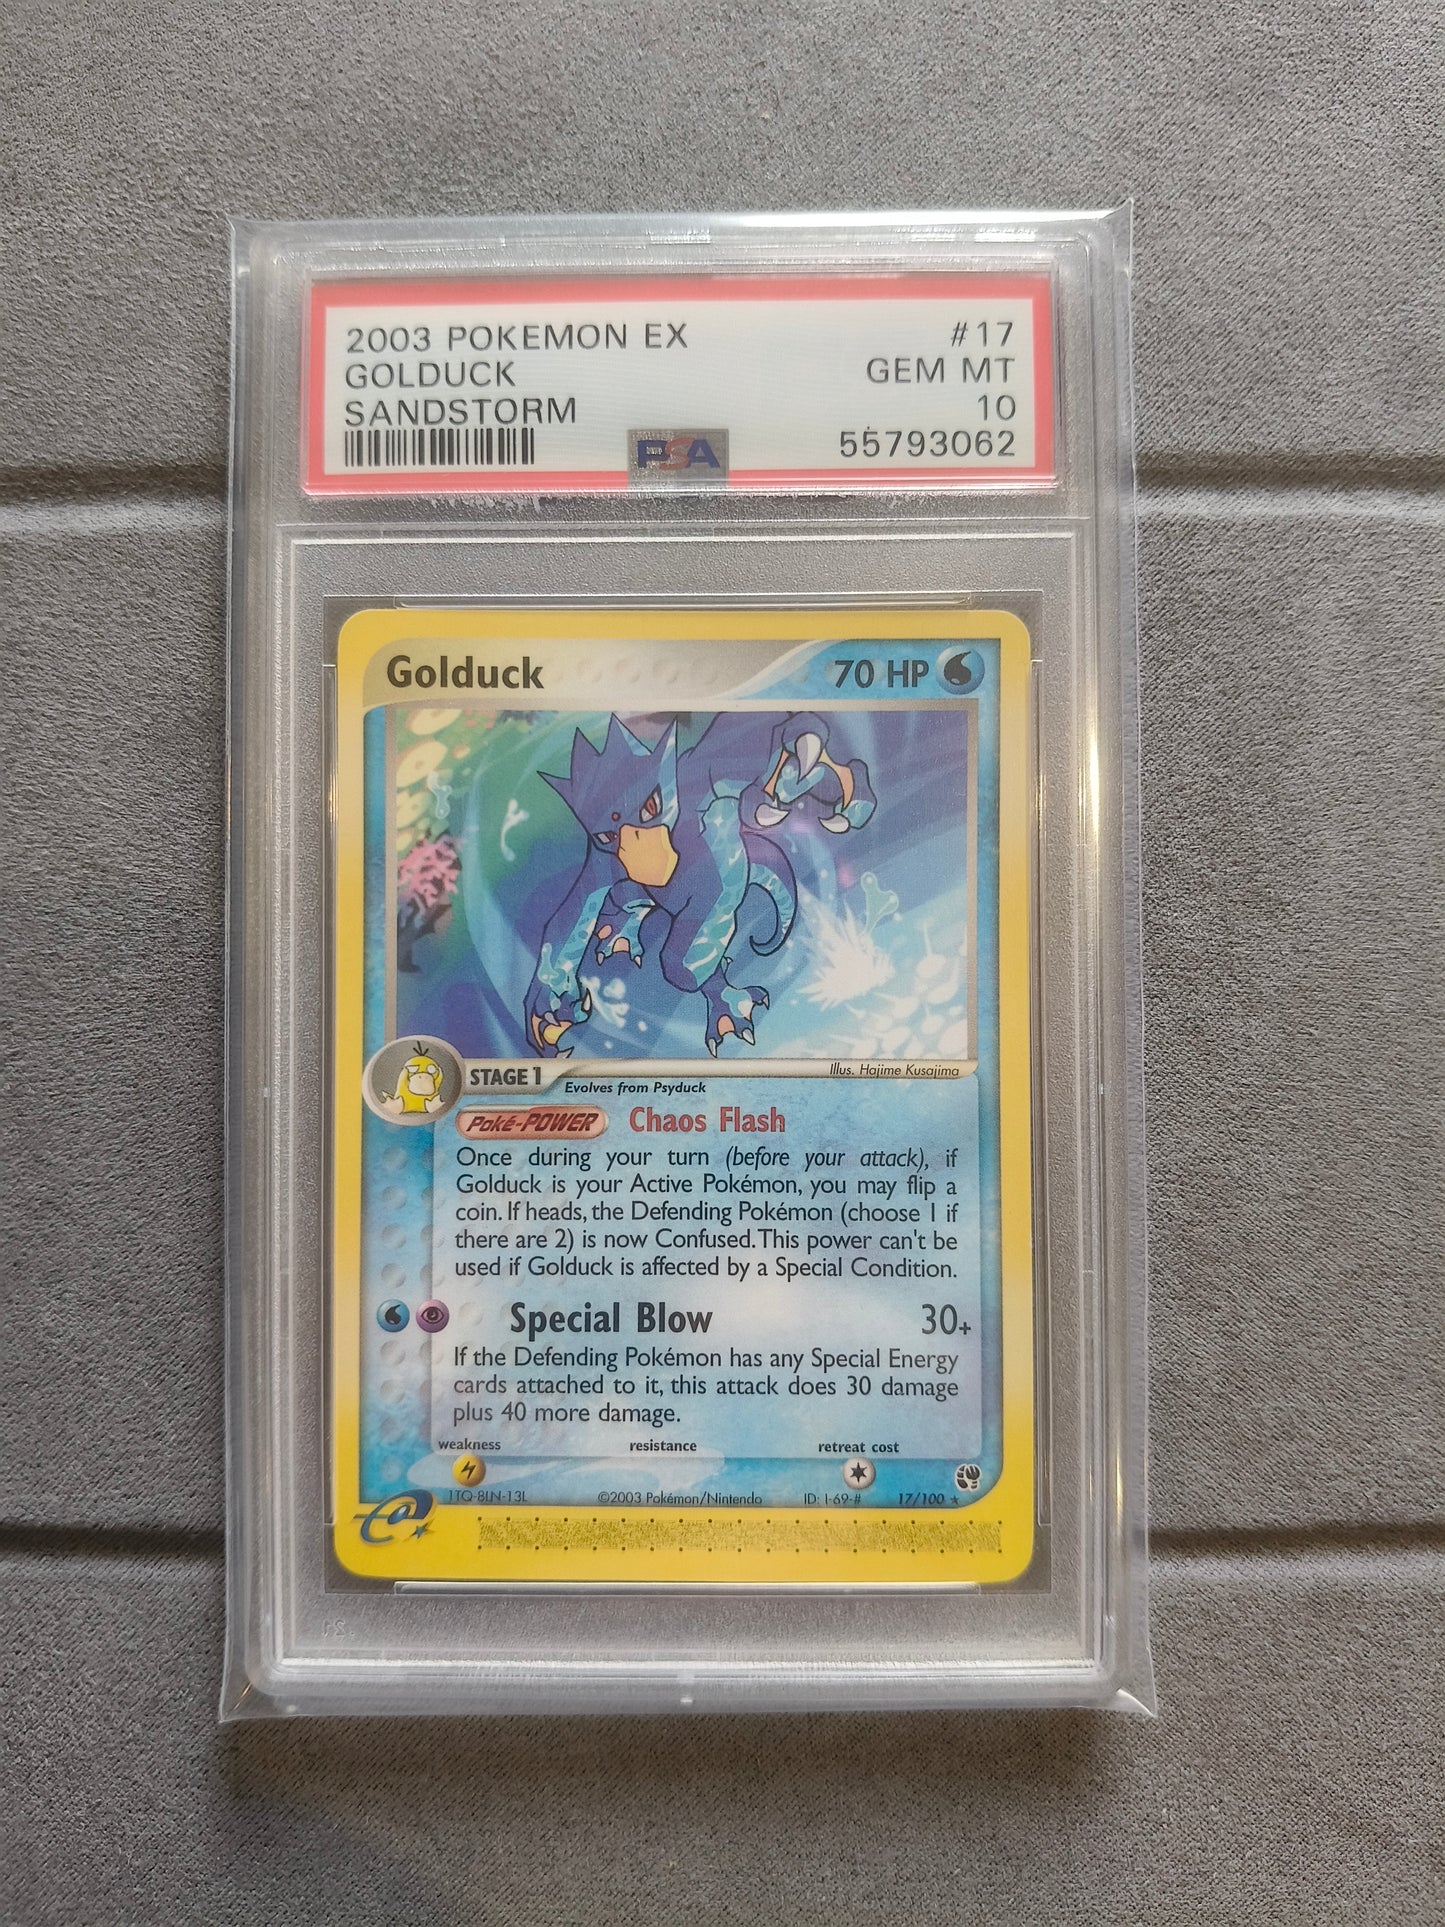 2003 POKEMON EX #17
GOLDUCK GEM MT
SANDSTORM 10
PSA 55793062
Golduck 70 HP
STAGE 1 Evolves from Psyduck Illus. Hajime Kusajima
Poké-POWER Chaos Flash
Once during your turn (before your attack), if
Golduck is your Active Pokémon, you may flip a
coin. If heads, the Defending Pokémon (choose 1 if
there are 2) is now Confused. This power can't be
used if Golduck is affected by a Special Condition.
Special Blow 30+
If the Defending Pokémon has any Special Energy
cards attached to it, this attack does 30 damage
plus 40 more damage.
weakness resistance retreat cost
1TQ-8LN-13L ©2003 Pokémon/Nintendo ID: I-69-# 17/100 ★
e